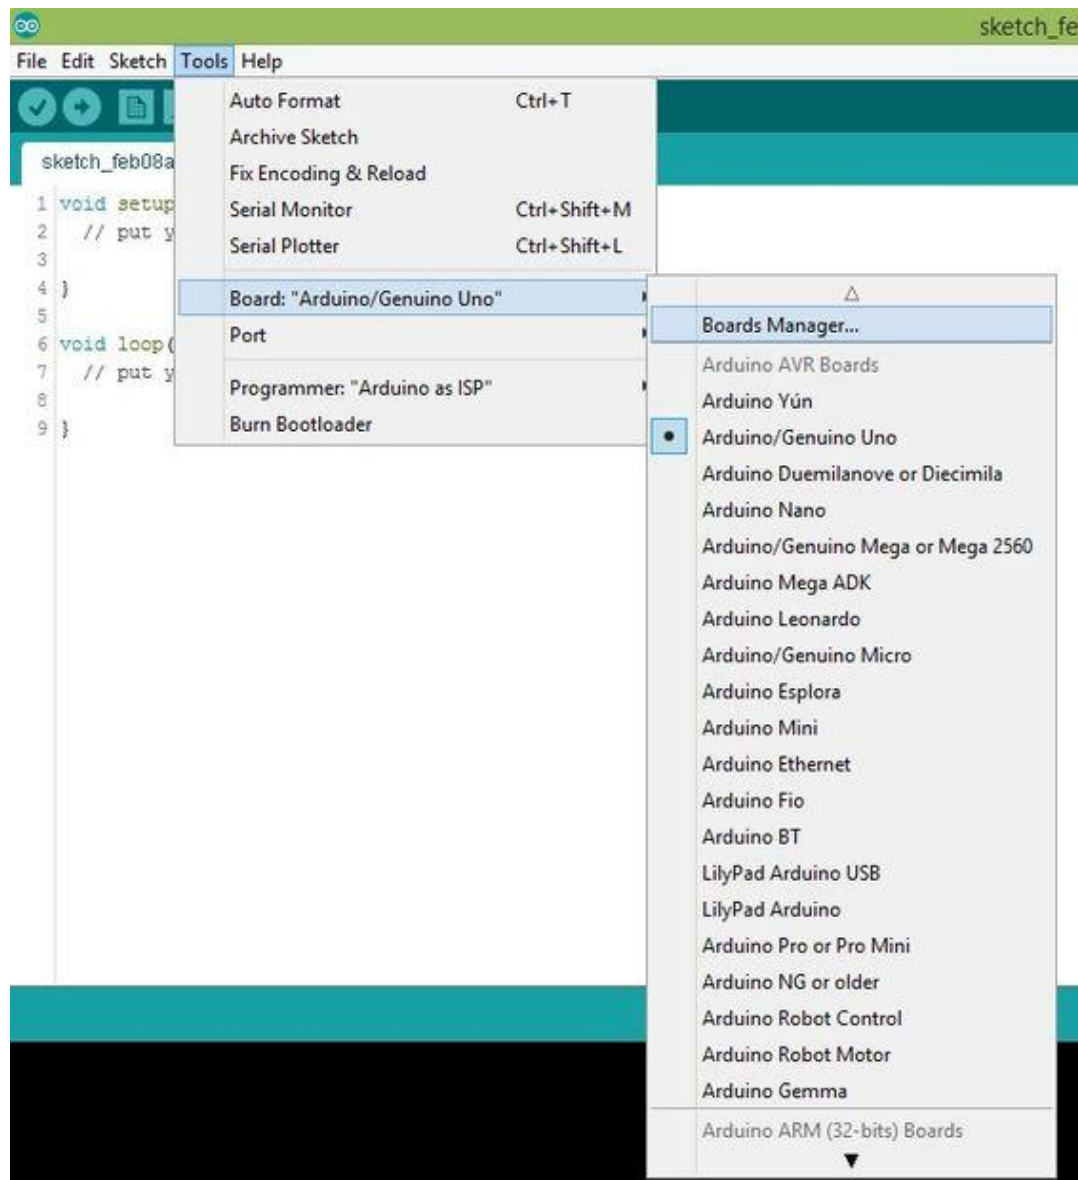 sketch_fe
File Edit Sketch Tools Help
Auto Format Ctrl+T
Archive Sketch
Fix Encoding & Reload
Serial Monitor Ctrl+Shift+M
Serial Plotter Ctrl+Shift+L
Board: "Arduino/Genuino Uno"
Port
Programmer: "Arduino as ISP"
Burn Bootloader
sketch_feb08a
1 void setup
2 // put y
3
4 }
5
6 void loop(
7 // put y
8
9 }
Boards Manager...
Arduino AVR Boards
Arduino Yún
Arduino/Genuino Uno
Arduino Duemilanove or Diecimila
Arduino Nano
Arduino/Genuino Mega or Mega 2560
Arduino Mega ADK
Arduino Leonardo
Arduino/Genuino Micro
Arduino Esplora
Arduino Mini
Arduino Ethernet
Arduino Fio
Arduino BT
LilyPad Arduino USB
LilyPad Arduino
Arduino Pro or Pro Mini
Arduino NG or older
Arduino Robot Control
Arduino Robot Motor
Arduino Gemma
Arduino ARM (32-bits) Boards